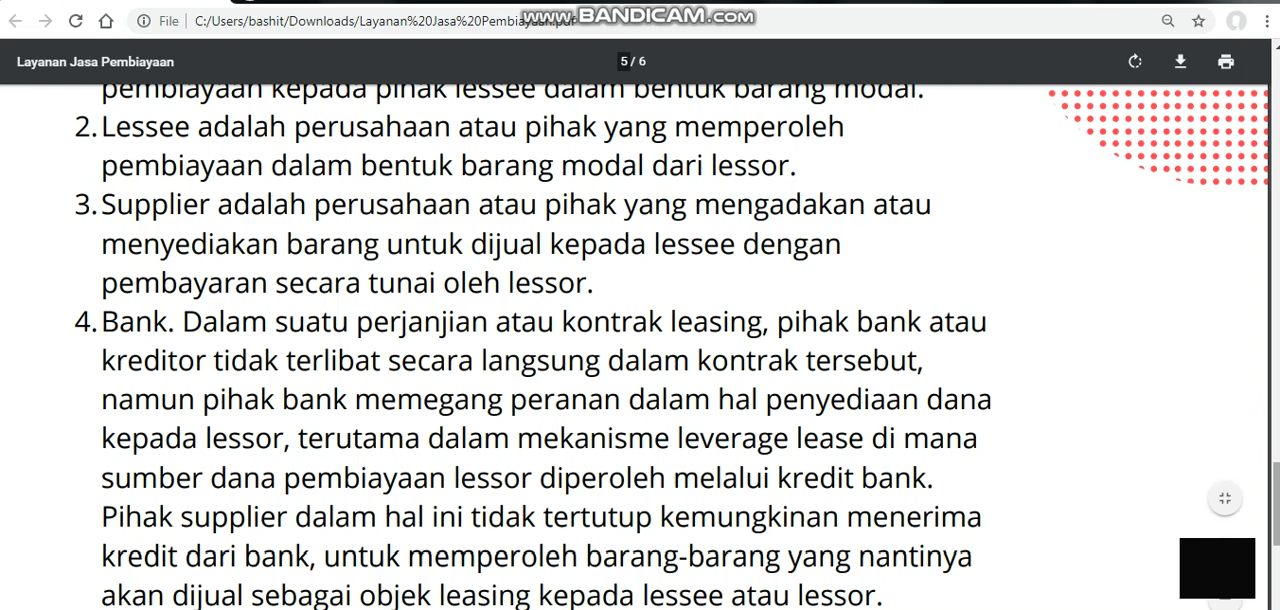 www.BANDICAM.com
File C:/Users/bashit/Downloads/Layanan%20Jasa%20Pembiayaan.pdf
Layanan Jasa Pembiayaan
5 / 6
pembiayaan kepada pihak lessee dalam bentuk barang modal.
2. Lessee adalah perusahaan atau pihak yang memperoleh
pembiayaan dalam bentuk barang modal dari lessor.
3. Supplier adalah perusahaan atau pihak yang mengadakan atau
menyediakan barang untuk dijual kepada lessee dengan
pembayaran secara tunai oleh lessor.
4. Bank. Dalam suatu perjanjian atau kontrak leasing, pihak bank atau
kreditor tidak terlibat secara langsung dalam kontrak tersebut,
namun pihak bank memegang peranan dalam hal penyediaan dana
kepada lessor, terutama dalam mekanisme leverage lease di mana
sumber dana pembiayaan lessor diperoleh melalui kredit bank.
Pihak supplier dalam hal ini tidak tertutup kemungkinan menerima
kredit dari bank, untuk memperoleh barang-barang yang nantinya
akan dijual sebagai objek leasing kepada lessee atau lessor.